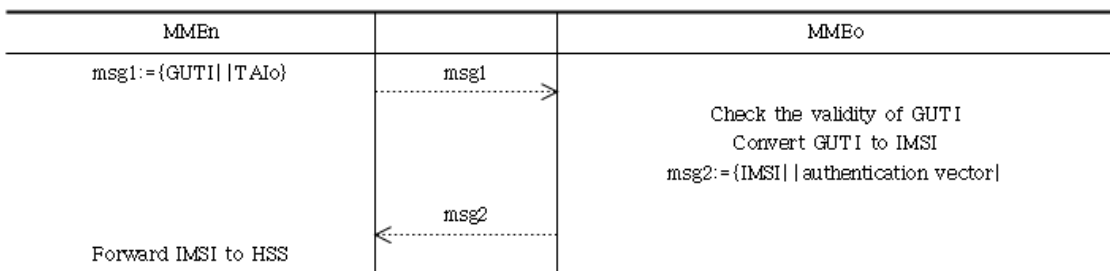 MMEn
MMEo
msg1:={GUTI||TAIo}
msg1
Check the validity of GUTI
Convert GUTI to IMSI
msg2:={IMSI||authentication vector|
msg2
Forward IMSI to HSS